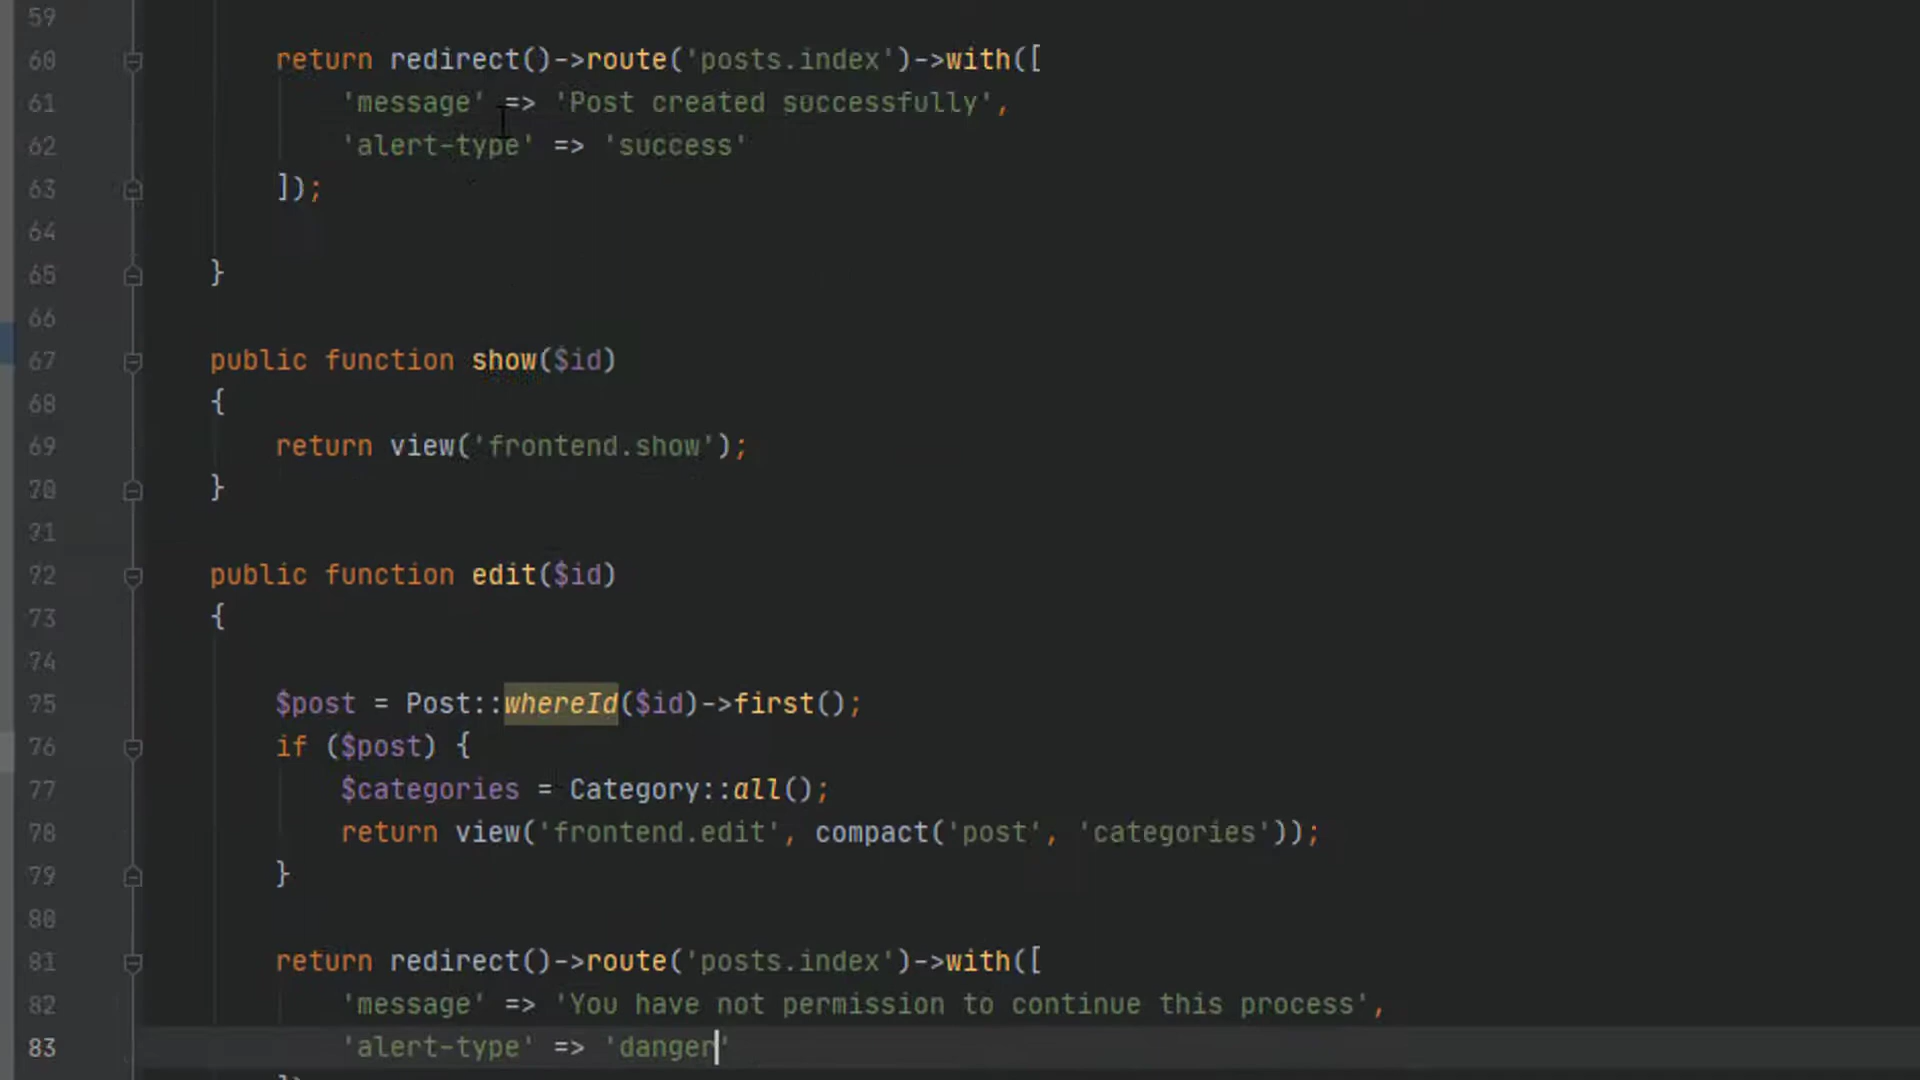 59
60 return redirect()->route('posts.index')->with([
61 'message' => 'Post created successfully',
62 'alert-type' => 'success'
63 ]);
64
65 }
66
67 public function show($id)
68 {
69 return view('frontend.show');
70 }
71
72 public function edit($id)
73 {
74
75 $post = Post::whereId($id)->first();
76 if ($post) {
77 $categories = Category::all();
78 return view('frontend.edit', compact('post', 'categories'));
79 }
80
81 return redirect()->route('posts.index')->with([
82 'message' => 'You have not permission to continue this process',
83 'alert-type' => 'danger'